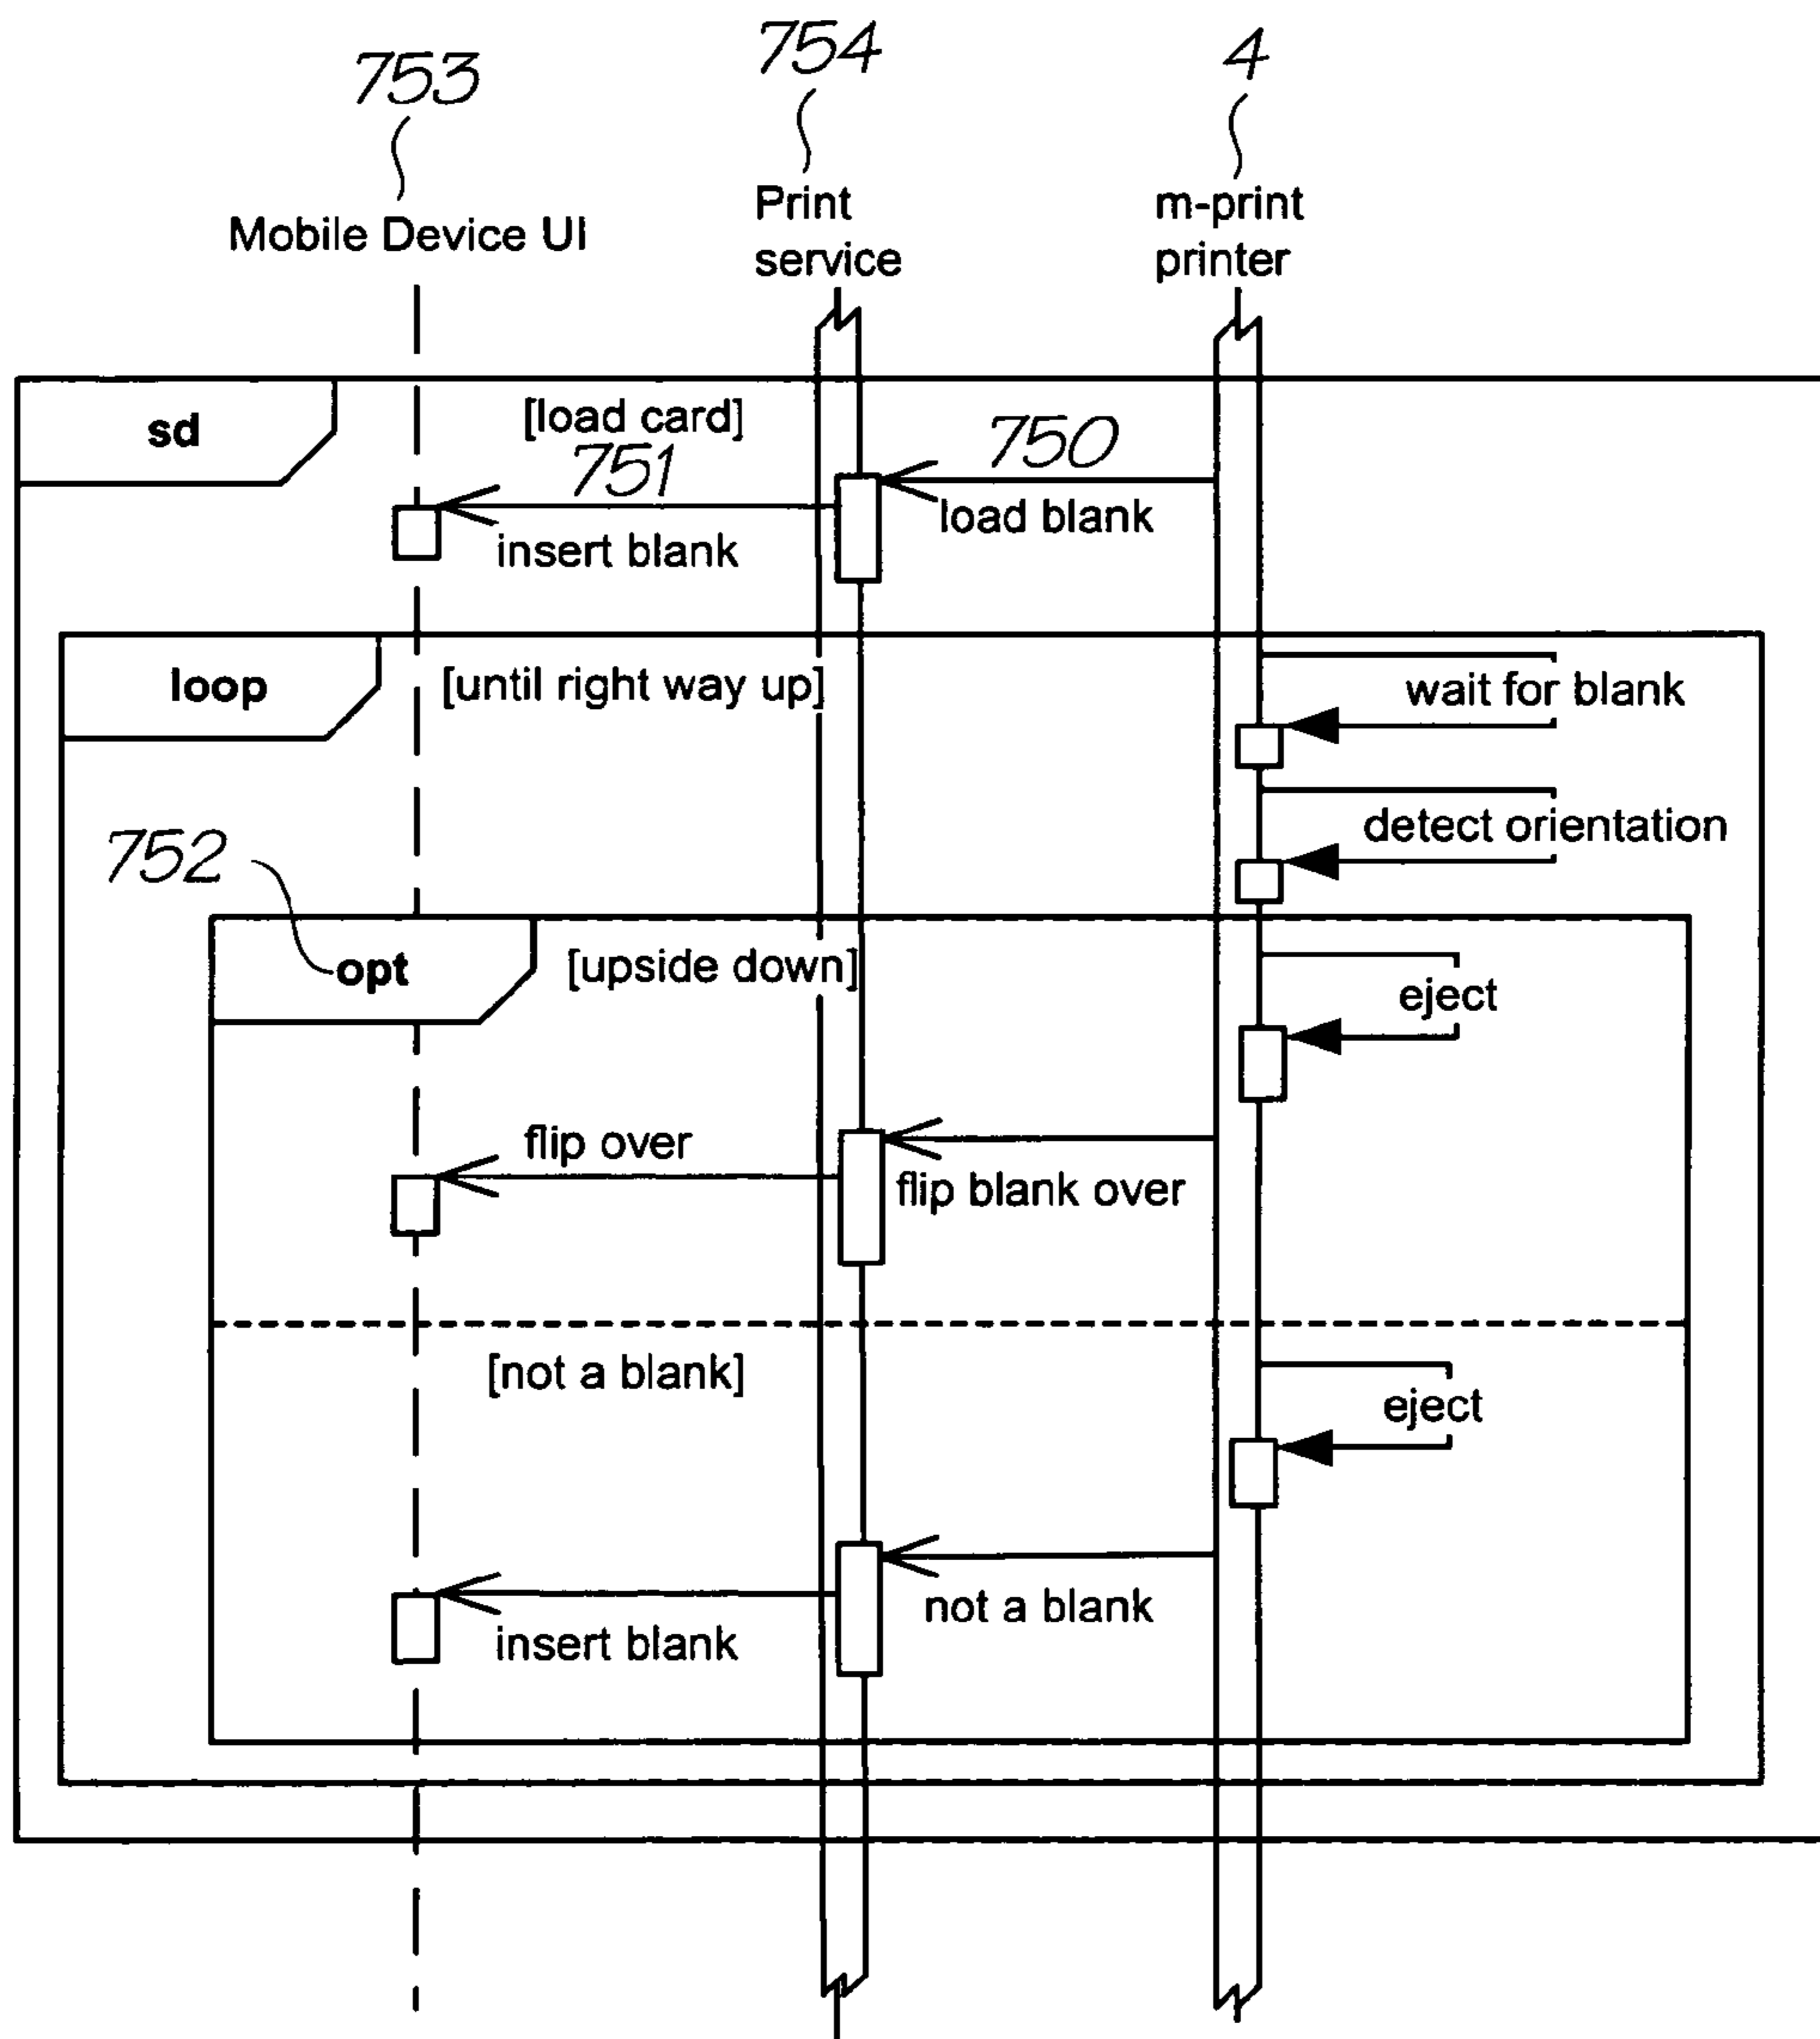 753
754
4
Mobile Device UI
Print
service
m-print
printer
sd
[load card]
750
751
load blank
insert blank
loop
[until right way up]
wait for blank
detect orientation
752
opt
[upside down]
eject
flip over
flip blank over
[not a blank]
eject
not a blank
insert blank